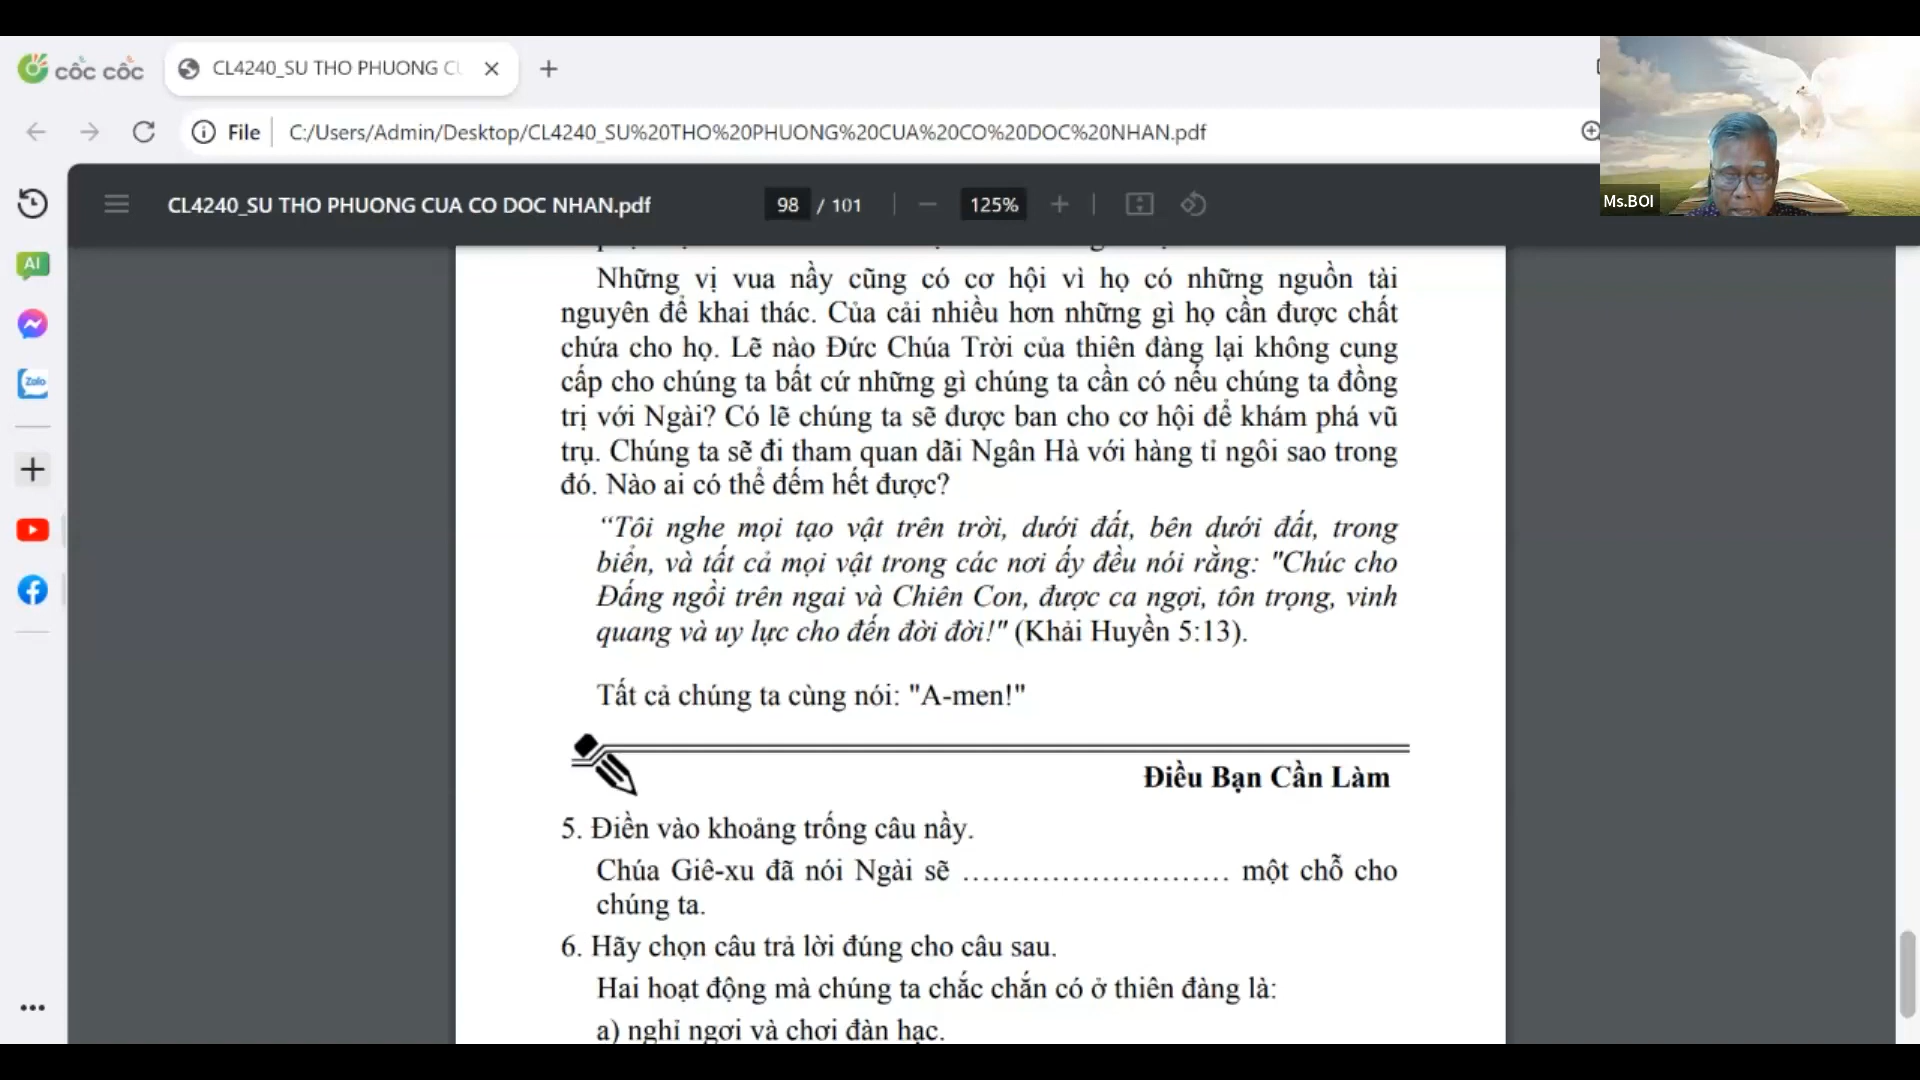 cốc cốc
CL4240_SU THO PHUONG CU
File
C:/Users/Admin/Desktop/CL4240_SU%20THO%20PHUONG%20CUA%20CO%20DOC%20NHAN.pdf
Ms.BOI
CL4240_SU THO PHUONG CUA CO DOC NHAN.pdf
98 / 101
125%
AI
Zalo
Những vị vua nầy cũng có cơ hội vì họ có những nguồn tài
nguyên để khai thác. Của cải nhiều hơn những gì họ cần được chất
chứa cho họ. Lẽ nào Đức Chúa Trời của thiên đàng lại không cung
cấp cho chúng ta bất cứ những gì chúng ta cần có nếu chúng ta đồng
trị với Ngài? Có lẽ chúng ta sẽ được ban cho cơ hội để khám phá vũ
trụ. Chúng ta sẽ đi tham quan dãi Ngân Hà với hàng tỉ ngôi sao trong
đó. Nào ai có thể đếm hết được?
“Tôi nghe mọi tạo vật trên trời, dưới đất, bên dưới đất, trong
biển, và tất cả mọi vật trong các nơi ấy đều nói rằng: "Chúc cho
Đấng ngồi trên ngai và Chiên Con, được ca ngợi, tôn trọng, vinh
quang và uy lực cho đến đời đời!" (Khải Huyền 5:13).
Tất cả chúng ta cùng nói: "A-men!"
Điều Bạn Cần Làm
5. Điền vào khoảng trống câu nầy.
Chúa Giê-xu đã nói Ngài sẽ ........................... một chỗ cho
chúng ta.
6. Hãy chọn câu trả lời đúng cho câu sau.
Hai hoạt động mà chúng ta chắc chắn có ở thiên đàng là:
a) nghỉ ngơi và chơi đàn hạc.